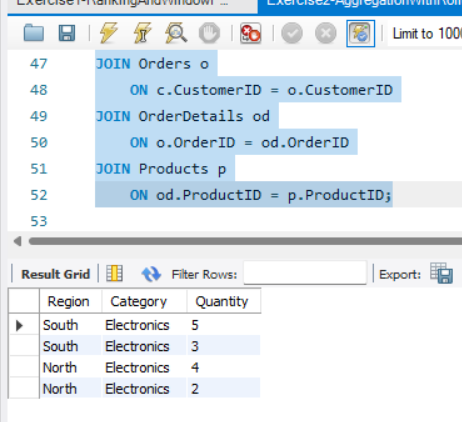 Exercise1-RankingAndWindowF...
Exercise2-AggregationWithRoll
Limit to 1000
47 JOIN Orders o
48 ON c.CustomerID = o.CustomerID
49 JOIN OrderDetails od
50 ON o.OrderID = od.OrderID
51 JOIN Products p
52 ON od.ProductID = p.ProductID;
53
Result Grid Filter Rows: Export:
Region Category Quantity
South Electronics 5
South Electronics 3
North Electronics 4
North Electronics 2